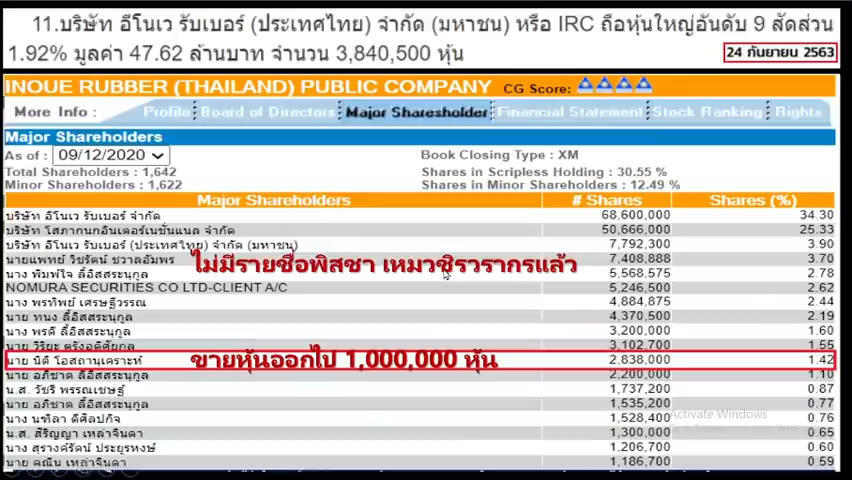 11.บริษัท อีโนเว รับเบอร์ (ประเทศไทย) จำกัด (มหาชน) หรือ IRC ถือหุ้นใหญ่อันดับ 9 สัดส่วน
1.92% มูลค่า 47.62 ล้านบาท จำนวน 3,840,500 หุ้น
24 กันยายน 2563
INOUE RUBBER (THAILAND) PUBLIC COMPANY CG Score:
More Info : Profile Board of Directors Major Sharesholder Financial Statement Stock Ranking Rights
Major Shareholders
As of : 09/12/2020 Book Closing Type : XM
Total Shareholders : 1,642 Shares in Scripless Holding : 30.55 %
Minor Shareholders : 1,622 Shares in Minor Shareholders : 12.49 %
Major Shareholders # Shares Shares (%)
บริษัท อีโนเว รับเบอร์ จำกัด 68,600,000 34.30
บริษัท โสภากนกอินเตอร์เนชั่นแนล จำกัด 50,666,000 25.33
บริษัท อีโนเว รับเบอร์ (ประเทศไทย) จำกัด (มหาชน) 7,792,300 3.90
นายแพทย์ วิชรัตน์ ชวาลอัมพร 7,408,888 3.70
ไม่มีรายชื่อพิสชา เหมวชิรวรากรแล้ว
นาง พิมพ์ใจ ลี้อิสสระนุกูล 5,568,575 2.78
NOMURA SECURITIES CO LTD-CLIENT A/C 5,246,500 2.62
นาง พรทิพย์ เศรษฐีวรรณ 4,884,875 2.44
นาย ทนง ลี้อิสสระนุกูล 4,370,500 2.19
นาง พรดี ลี้อิสสระนุกูล 3,200,000 1.60
นาย วิริยะ ตรังอดิศัยกุล 3,102,700 1.55
นาย นิติ โอสถานุเคราะห์ 2,838,000 1.42
ขายหุ้นออกไป 1,000,000 หุ้น
นาย อภิชาต ลี้อิสสระนุกูล 2,200,000 1.10
น.ส. วัชรี พรรณเชษฐ์ 1,737,200 0.87
นาย อภิชาต ลี้อิสสระนุกูล 1,535,200 0.77
นาง นทิลา ดีศิลปกิจ 1,528,400 0.76
น.ส. สิริญญา เหล่าจินดา 1,300,000 0.65
นาง สุรางค์รัตน์ ประยูรหงษ์ 1,206,700 0.60
นาย คณิน เหล่าจินดา 1,186,700 0.59
Activate Windows